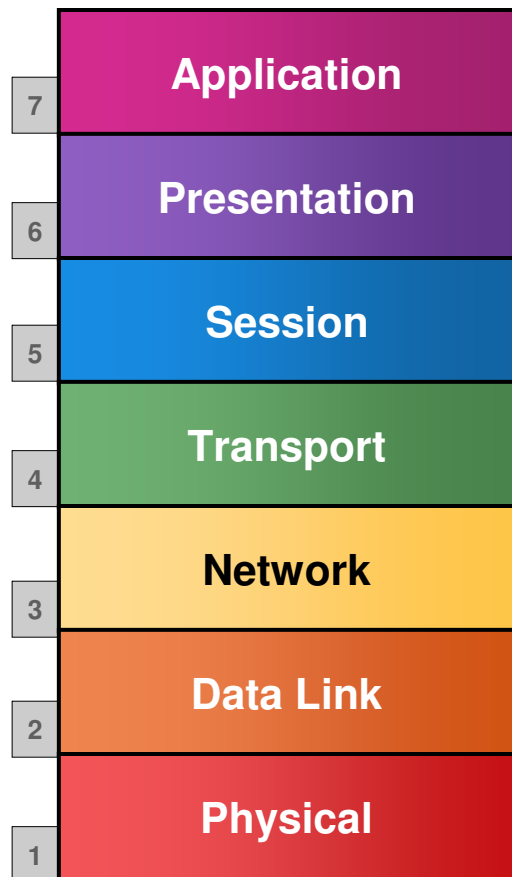 Application
7
Presentation
6
Session
5
Transport
4
Network
3
Data Link
2
Physical
1